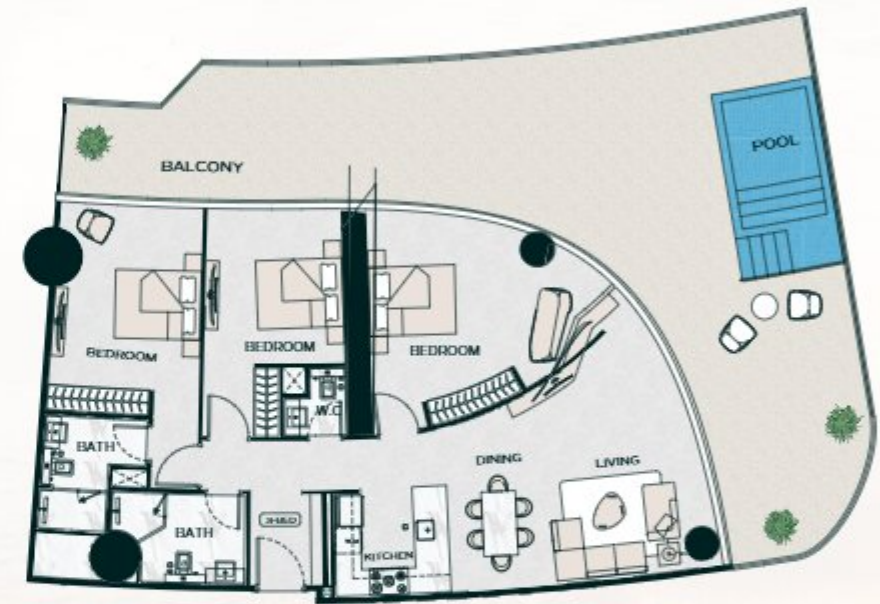 POOL
BALCONY
BEDROOM
BEDROOM
BEDROOM
W.C
BATH
DINING
LIVING
BATH
KITCHEN